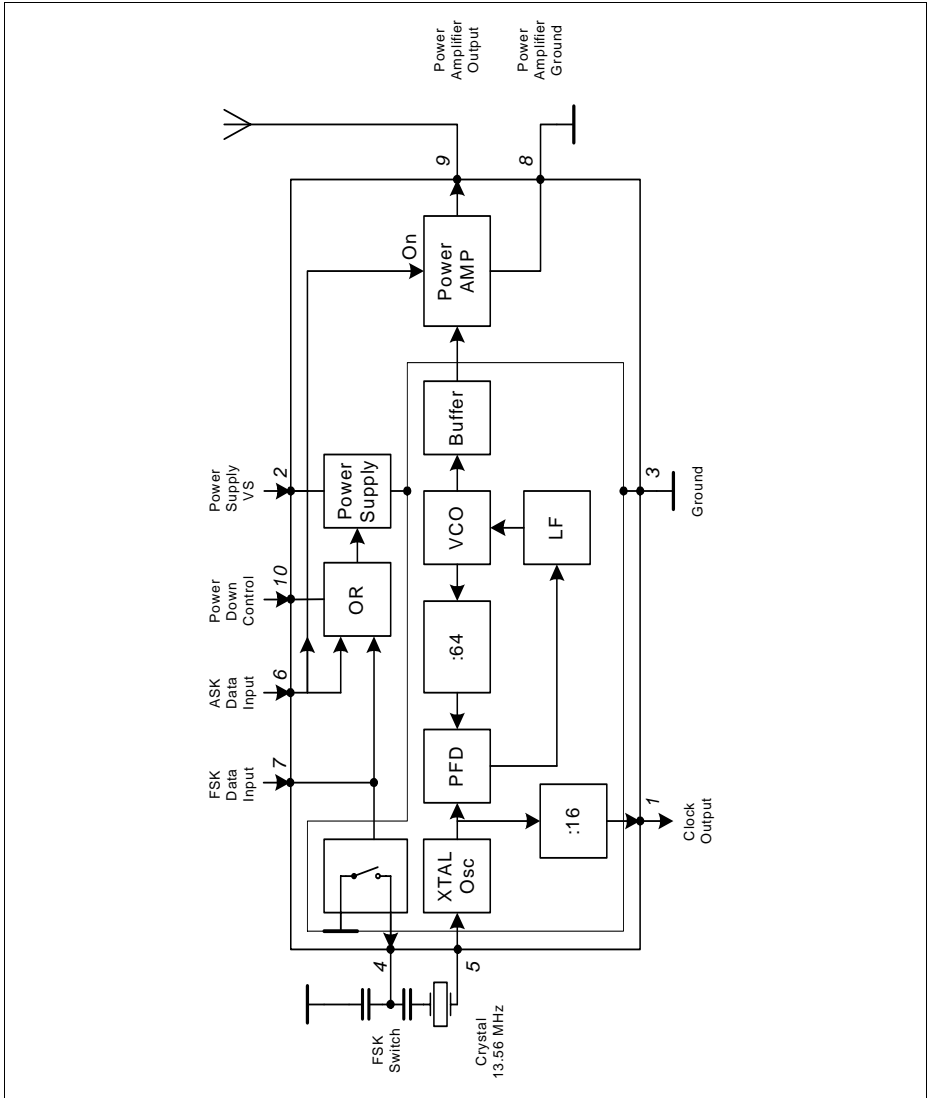 FSK
Data
Input
7
ASK
Data
Input
6
Power
Down
Control
10
Power
Supply
VS
2
OR
Power
Supply
On
4
FSK
Switch
5
Crystal
13.56 MHz
XTAL
Osc
PFD
:64
VCO
Buffer
Power
AMP
9
Power
Amplifier
Output
8
Power
Amplifier
Ground
:16
LF
1
Clock
Output
3
Ground